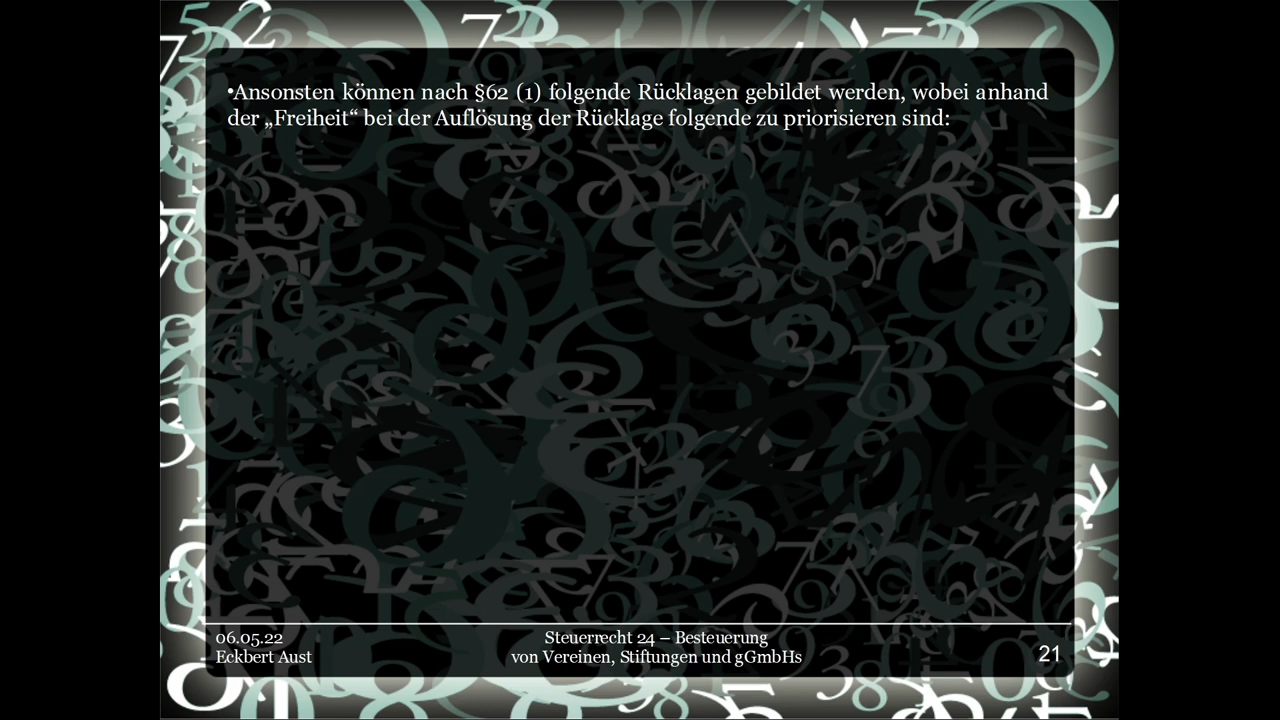 •Ansonsten können nach §62 (1) folgende Rücklagen gebildet werden, wobei anhand
der „Freiheit“ bei der Auflösung der Rücklage folgende zu priorisieren sind:
06.05.22
Eckbert Aust
Steuerrecht 24 – Besteuerung
von Vereinen, Stiftungen und gGmbHs
21